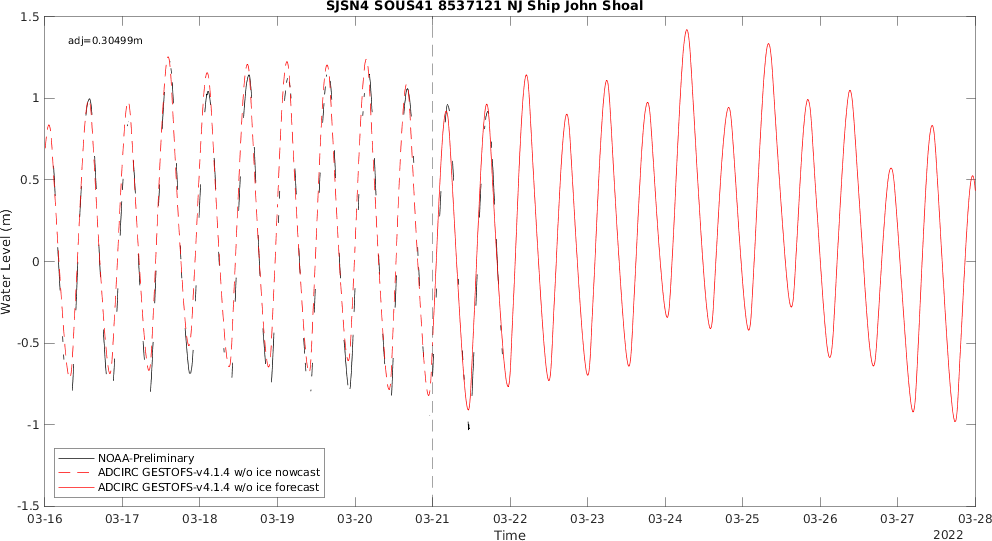 SJSN4 SOUS41 8537121 NJ Ship John Shoal
adj=0.30499m
1.5
1
0.5
0
-0.5
-1
-1.5
Water Level (m)
NOAA-Preliminary
ADCIRC GESTOFS-v4.1.4 w/o ice nowcast
ADCIRC GESTOFS-v4.1.4 w/o ice forecast
03-16 03-17 03-18 03-19 03-20 03-21 03-22 03-23 03-24 03-25 03-26 03-27 03-28
Time
2022